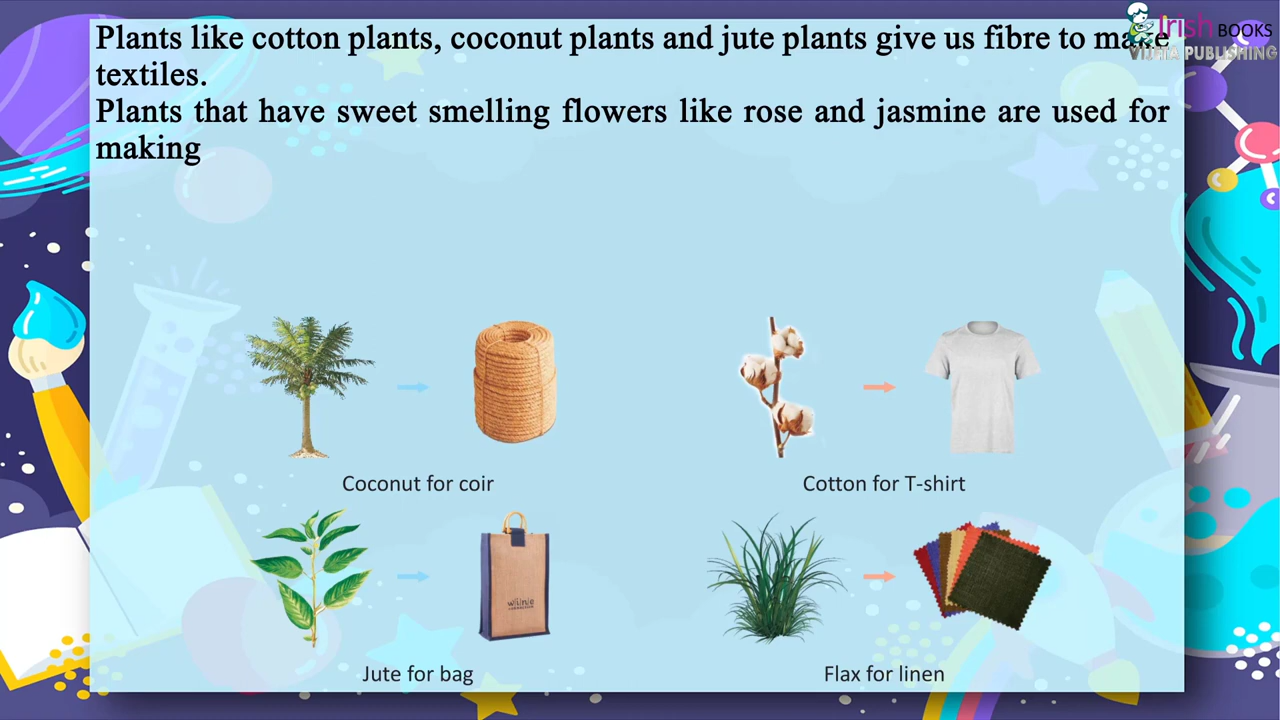 Plants like cotton plants, coconut plants and jute plants give us fibre to make
textiles.
Plants that have sweet smelling flowers like rose and jasmine are used for
making
Irish BOOKS
PUBLISHING
Coconut for coir
Cotton for T-shirt
Jute for bag
Flax for linen